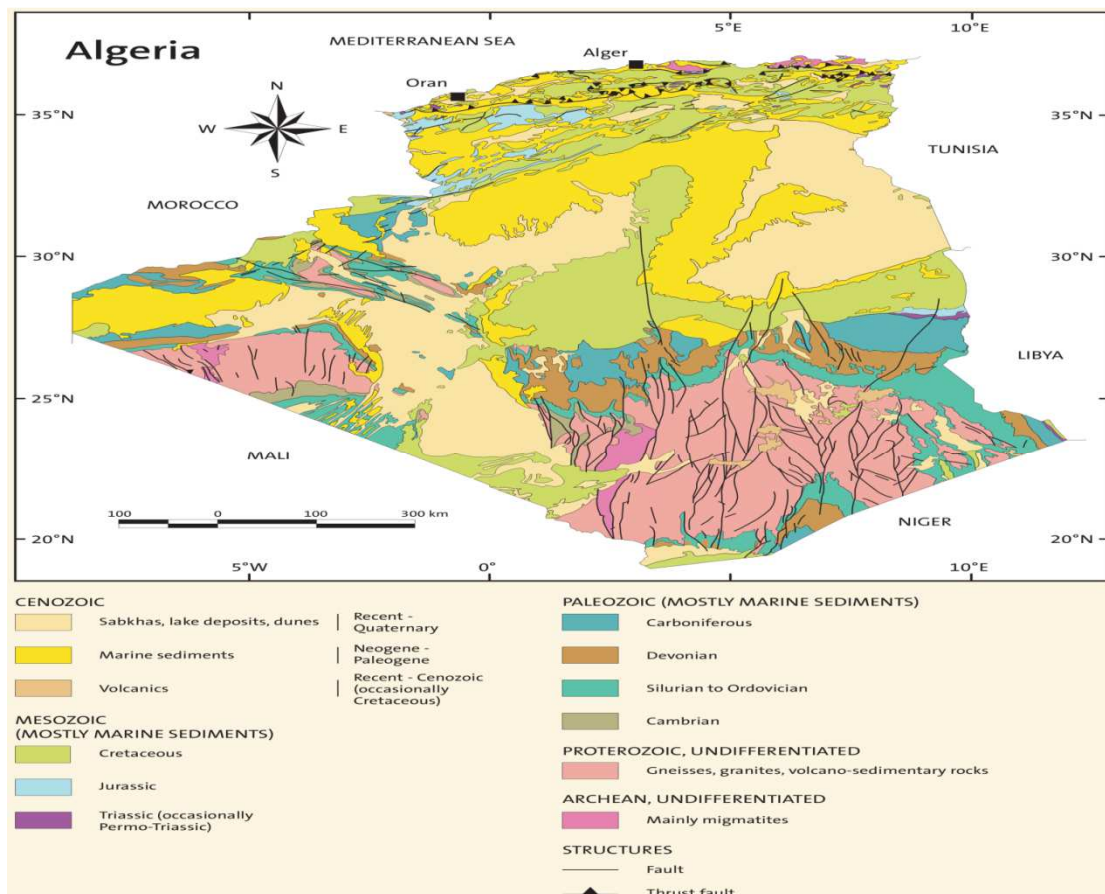 5°E
10°E
Algeria
MEDITERRANEAN SEA
Alger
Oran
N
W
E
S
35°N
35°N
TUNISIA
MOROCCO
30°N
30°N
LIBYA
25°N
25°N
MALI
100
0
100
300 km
NIGER
20°N
20°N
5°W
0°
10°E
CENOZOIC
Sabkhas, lake deposits, dunes
Recent -
Quaternary
Marine sediments
Neogene -
Paleogene
Volcanics
Recent - Cenozoic
(occasionally
Cretaceous)
MESOZOIC
(MOSTLY MARINE SEDIMENTS)
Cretaceous
Jurassic
Triassic (occasionally
Permo-Triassic)
PALEOZOIC (MOSTLY MARINE SEDIMENTS)
Carboniferous
Devonian
Silurian to Ordovician
Cambrian
PROTEROZOIC, UNDIFFERENTIATED
Gneisses, granites, volcano-sedimentary rocks
ARCHEAN, UNDIFFERENTIATED
Mainly migmatites
STRUCTURES
Fault
Thrust fault